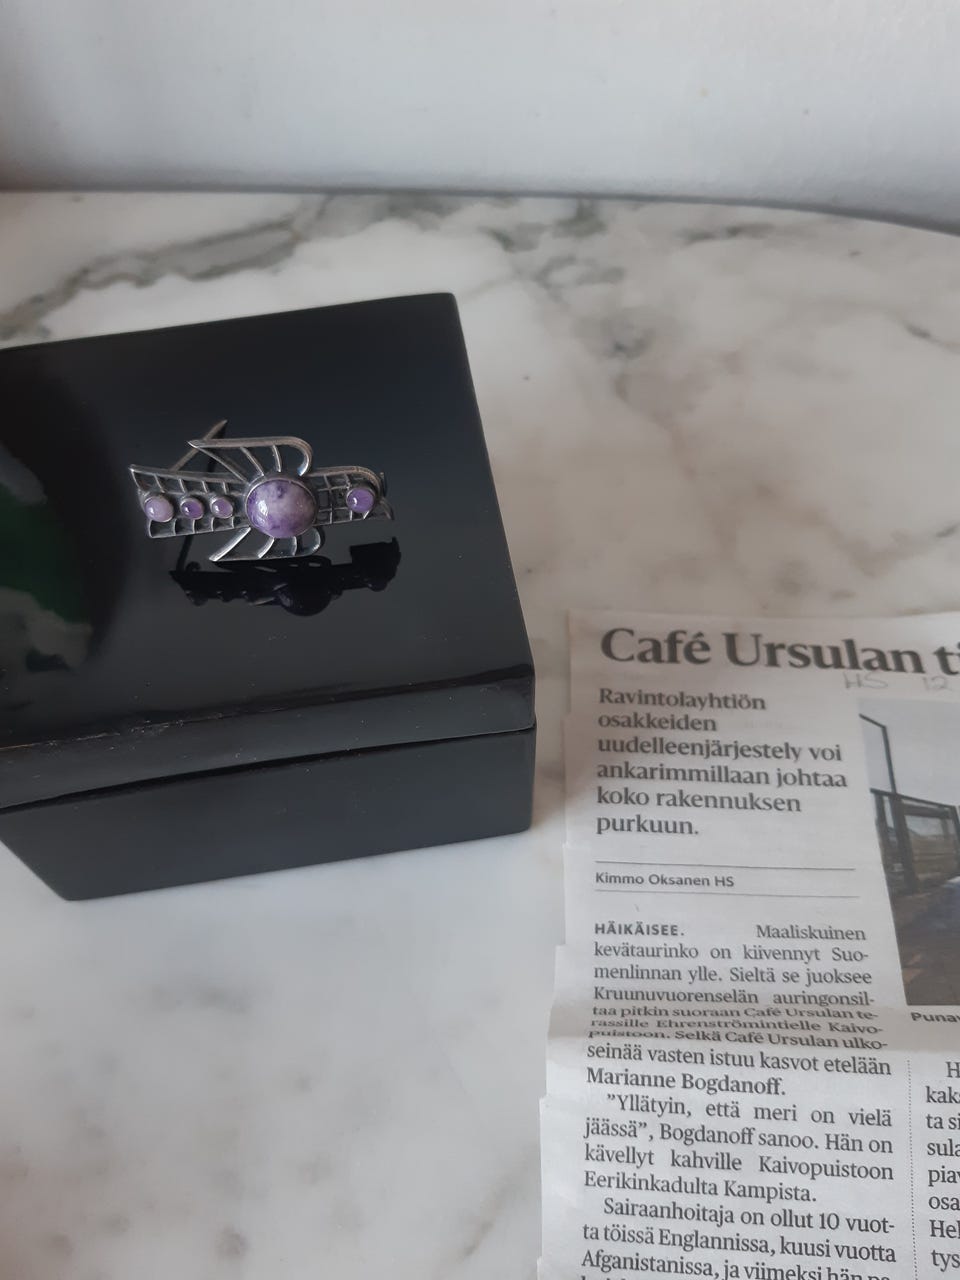 Café Ursulan
HS 12
Ravintolayhtiön
osakkeiden
uudelleenjärjestely voi
ankarimmillaan johtaa
koko rakennuksen
purkuun.
Kimmo Oksanen HS
HÄIKÄISEE. Maaliskuinen
kevätaurinko on kiivennyt Suo-
menlinnan ylle. Sieltä se juoksee
Kruunuvuorenselän auringonsil-
taa pitkin suoraan Café Ursulan te-
rassille Ehrenströmintielle Kaivo-
puistoon. Selkä Café Ursulan ulko-
seinää vasten istuu kasvot etelään
Marianne Bogdanoff.
"Yllätyin, että meri on vielä
jäässä", Bogdanoff sanoo. Hän on
kävellyt kahville Kaivopuistoon
Eerikinkadulta Kampista.
Sairaanhoitaja on ollut 10 vuot-
ta töissä Englannissa, kuusi vuotta
Afganistanissa, ja viimeksi hän
Punav
H
kak
ta si
sula
piav
osa
Hel
tys